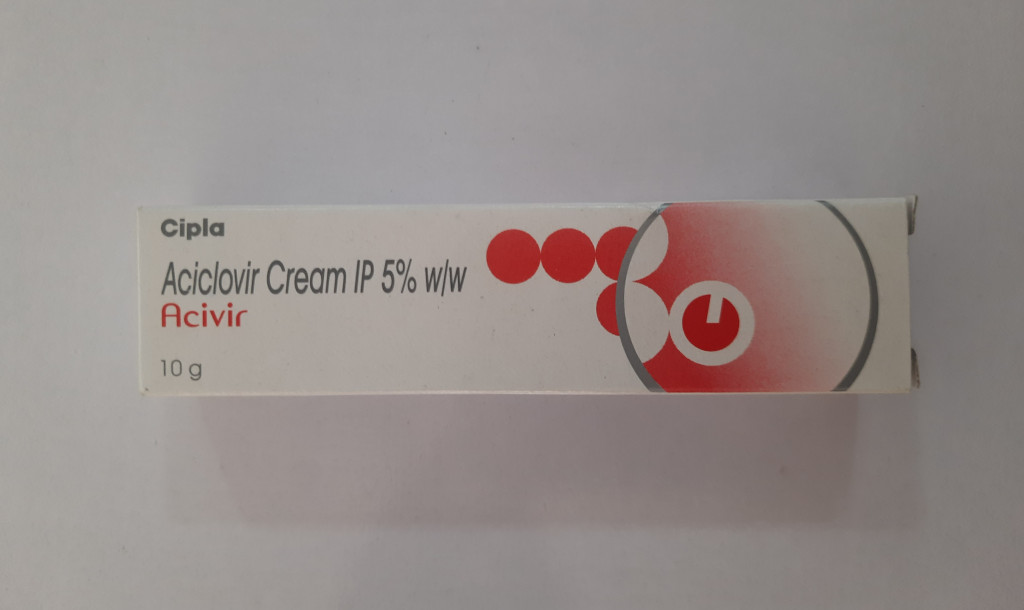 Cipla
Aciclovir Cream IP 5% w/w
Acivir
10 g